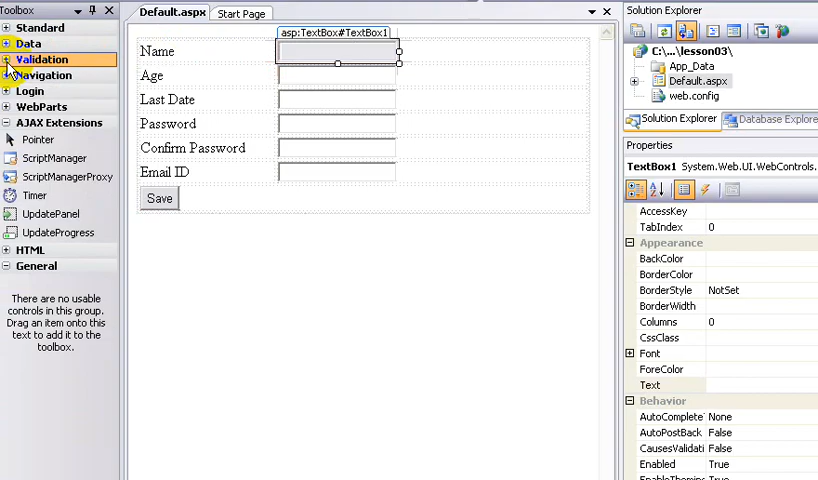 Toolbox
Standard
Data
Validation
Navigation
Login
WebParts
AJAX Extensions
Pointer
ScriptManager
ScriptManagerProxy
Timer
UpdatePanel
UpdateProgress
HTML
General
There are no usable
controls in this group.
Drag an item onto this
text to add it to the
toolbox.
Default.aspx
Start Page
asp:TextBox#TextBox1
Name
Age
Last Date
Password
Confirm Password
Email ID
Save
Solution Explorer
C:\...\lesson03\
App_Data
Default.aspx
web.config
Solution Explorer
Database Explore
Properties
TextBox1 System.Web.UI.WebControls.
AccessKey
TabIndex 0
Appearance
BackColor
BorderColor
BorderStyle NotSet
BorderWidth
Columns 0
CssClass
Font
ForeColor
Text
Behavior
AutoComplete None
AutoPostBack False
CausesValidati False
Enabled True
EnableTheming True